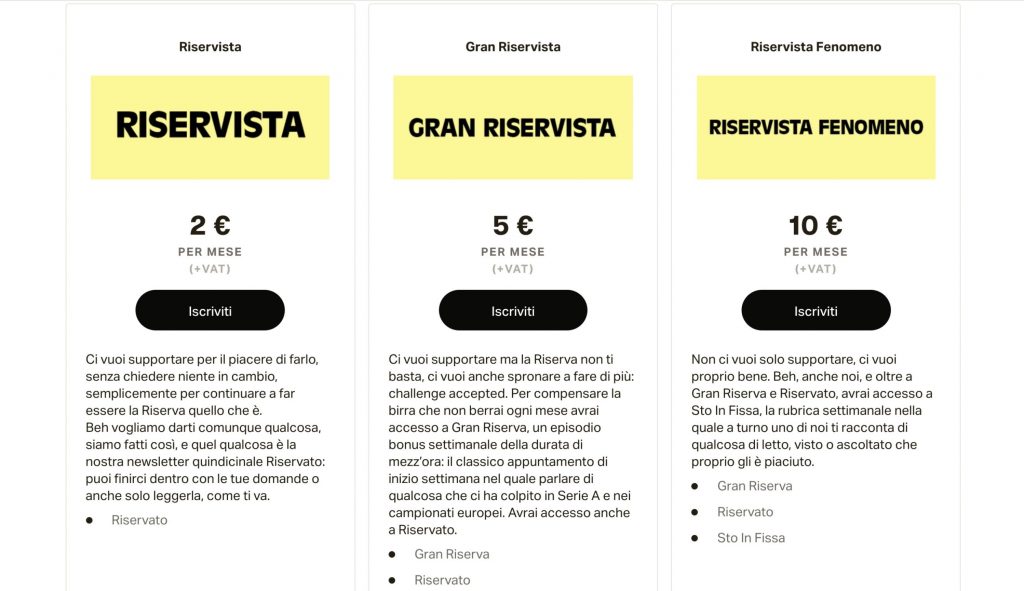 Riservista
RISERVISTA
2 €
PER MESE
(+VAT)
Iscriviti
Ci vuoi supportare per il piacere di farlo,
senza chiedere niente in cambio,
semplicemente per continuare a far
essere la Riserva quello che è.
Beh vogliamo darti comunque qualcosa,
siamo fatti così, e quel qualcosa è la
nostra newsletter quindicinale Riservato:
puoi finirci dentro con le tue domande o
anche solo leggerla, come ti va.
Riservato
Gran Riservista
GRAN RISERVISTA
5 €
PER MESE
(+VAT)
Iscriviti
Ci vuoi supportare ma la Riserva non ti
basta, ci vuoi anche spronare a fare di più:
challenge accepted. Per compensare la
birra che non berrai ogni mese avrai
accesso a Gran Riserva, un episodio
bonus settimanale della durata di
mezz’ora: il classico appuntamento di
inizio settimana nel quale parlare di
qualcosa che ci ha colpito in Serie A e nei
campionati europei. Avrai accesso anche
a Riservato.
Gran Riserva
Riservato
Riservista Fenomeno
RISERVISTA FENOMENO
10 €
PER MESE
(+VAT)
Iscriviti
Non ci vuoi solo supportare, ci vuoi
proprio bene. Beh, anche noi, e oltre a
Gran Riserva e Riservato, avrai accesso a
Sto In Fissa, la rubrica settimanale nella
quale a turno uno di noi ti racconta di
qualcosa di letto, visto o ascoltato che
proprio gli è piaciuto.
Gran Riserva
Riservato
Sto In Fissa